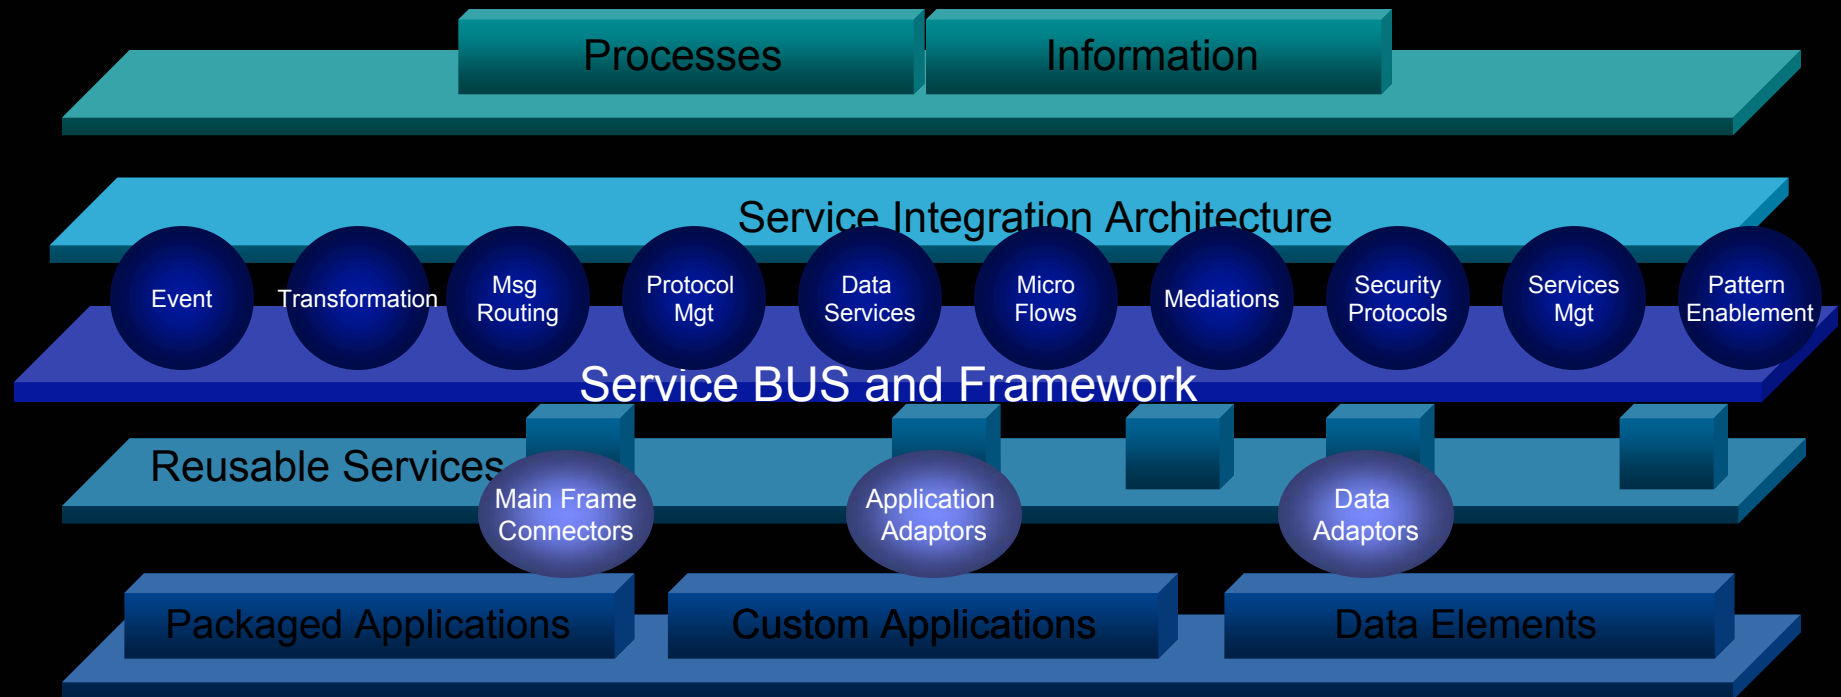 Processes
Information
Service Integration Architecture
Event
Transformation
Msg
Routing
Protocol
Mgt
Data
Services
Micro
Flows
Mediations
Security
Protocols
Services
Mgt
Pattern
Enablement
Service BUS and Framework
Reusable Services
Main Frame
Connectors
Application
Adaptors
Data
Adaptors
Packaged Applications
Custom Applications
Data Elements